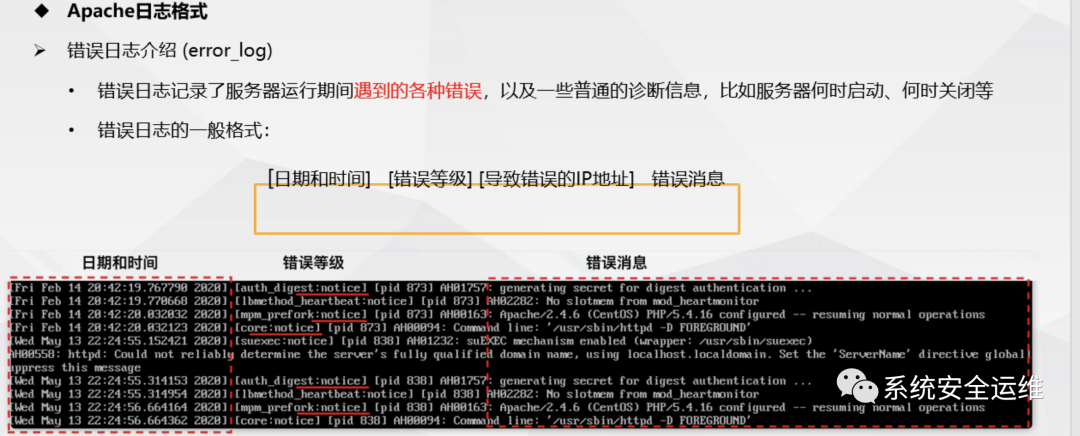 ◆ Apache日志格式
➢ 错误日志介绍 (error_log)
• 错误日志记录了服务器运行期间遇到的各种错误，以及一些普通的诊断信息，比如服务器何时启动、何时关闭等
• 错误日志的一般格式：
[日期和时间] [错误等级] [导致错误的IP地址] 错误消息
日期和时间 错误等级 错误消息
[Fri Feb 14 20:42:19.767790 2020] [auth_digest:notice] [pid 873] AH01757: generating secret for digest authentication ...
[Fri Feb 14 20:42:19.770668 2020] [lbmethod_heartbeat:notice] [pid 873] AH02282: No slotmem from mod_heartmonitor
[Fri Feb 14 20:42:20.032032 2020] [mpm_prefork:notice] [pid 873] AH00163: Apache/2.4.6 (CentOS) PHP/5.4.16 configured -- resuming normal operations
[Fri Feb 14 20:42:20.032123 2020] [core:notice] [pid 873] AH00094: Command line: '/usr/sbin/httpd -D FOREGROUND'
[Wed May 13 22:24:55.152421 2020] [suexec:notice] [pid 838] AH01232: suEXEC mechanism enabled (wrapper: /usr/sbin/suexec)
AH00558: httpd: Could not reliably determine the server's fully qualified domain name, using localhost.localdomain. Set the 'ServerName' directive global
uppress this message
[Wed May 13 22:24:55.314153 2020] [auth_digest:notice] [pid 838] AH01757: generating secret for digest authentication ...
[Wed May 13 22:24:55.314954 2020] [lbmethod_heartbeat:notice] [pid 838] AH02282: No slotmem from mod_heartmonitor
[Wed May 13 22:24:56.664164 2020] [mpm_prefork:notice] [pid 838] AH00163: Apache/2.4.6 (CentOS) PHP/5.4.16 configured -- resuming normal operations
[Wed May 13 22:24:56.664362 2020] [core:notice] [pid 838] AH00094: Command line: '/usr/sbin/httpd -D FOREGROUND'
系统安全运维